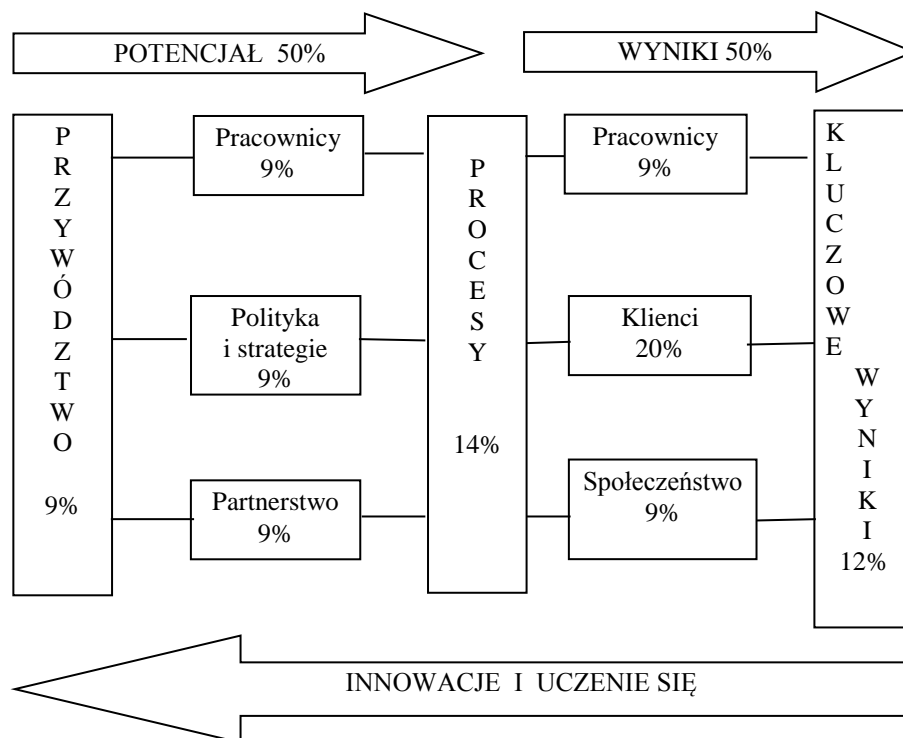 POTENCJAŁ 50%
WYNIKI 50%
PRZYWÓDZTWO
9%
Pracownicy
9%
Polityka
i strategie
9%
Partnerstwo
9%
PROCESY
14%
Pracownicy
9%
Klienci
20%
Społeczeństwo
9%
KLUCZOWE
WYNIKI
12%
INNOWACJE I UCZENIE SIĘ